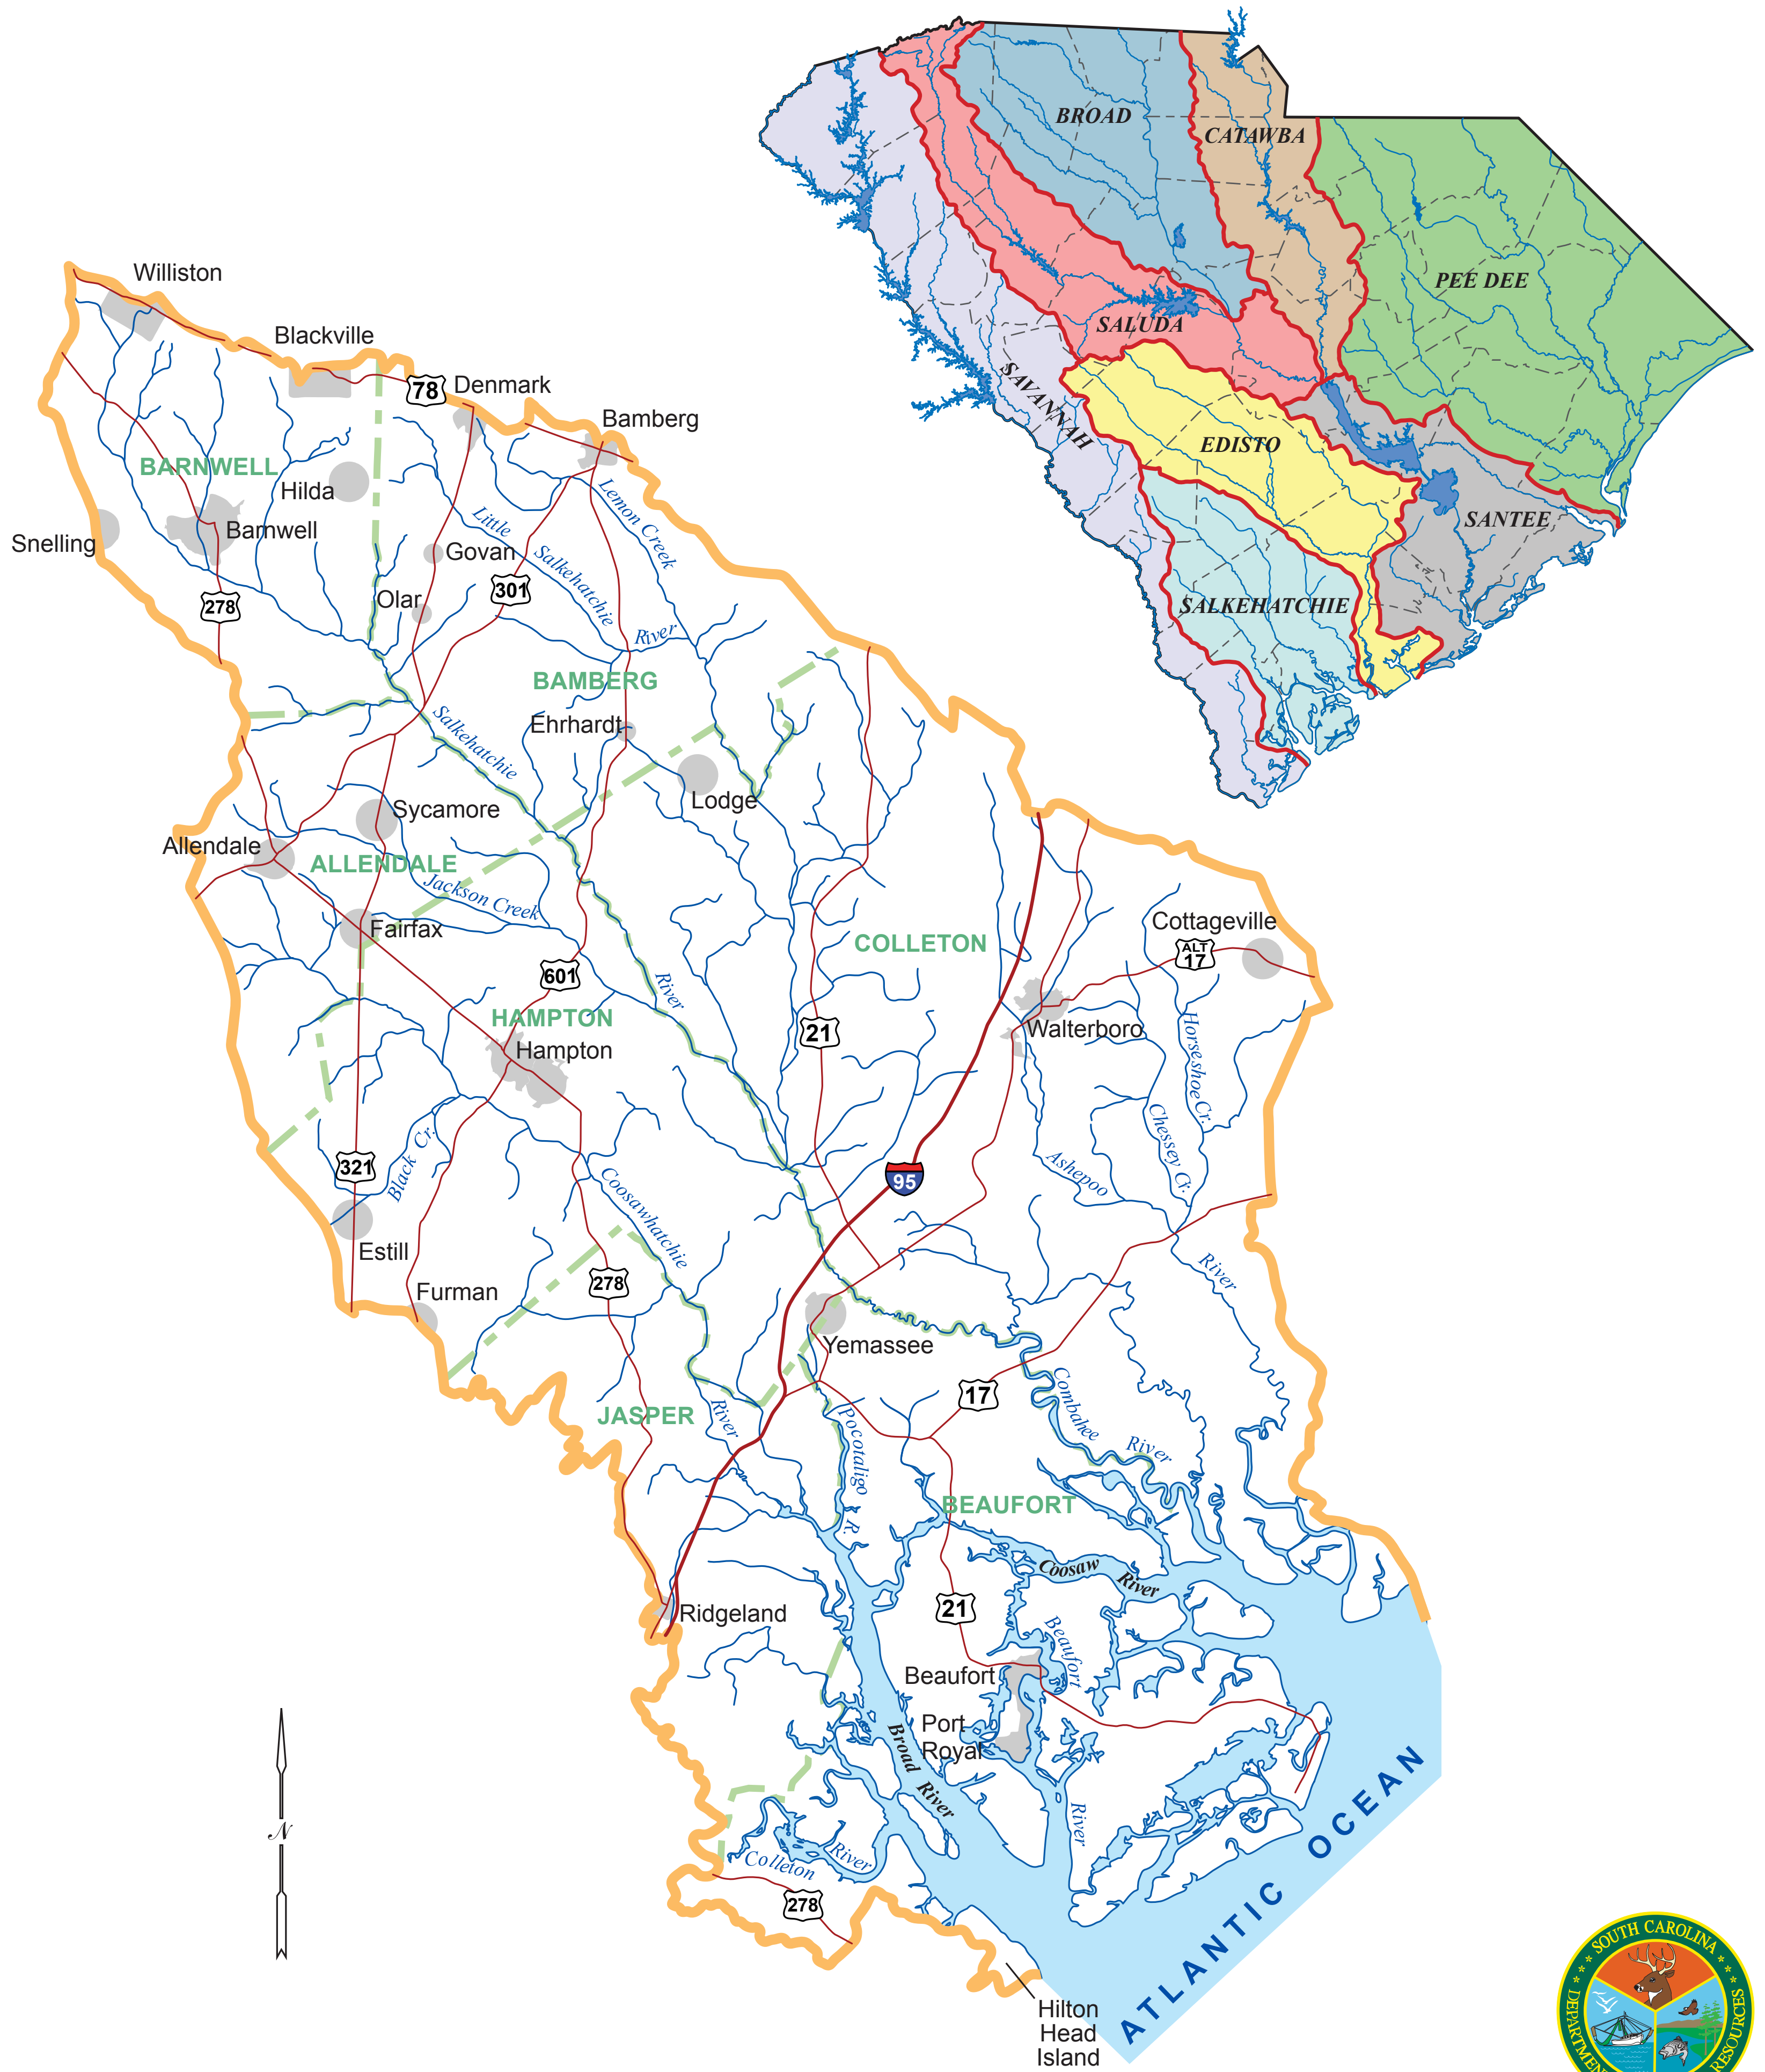 BROAD
CATAWBA
PEE DEE
SALUDA
SAVANNAH
EDISTO
SANTEE
SALKEHATCHIE
Williston
Blackville
78
Denmark
Bamberg
BARNWELL
Hilda
Lemon Creek
Snelling
Barnwell
Little
Salkehatchie
River
Govan
301
Olar
278
BAMBERG
Ehrhardt
Salkehatchie
River
Lodge
Sycamore
Allendale
ALLENDALE
Jackson Creek
Fairfax
COLLETON
Cottageville
ALT
17
601
HAMPTON
Hampton
21
Walterboro
Horseshoe Cr.
Chessey Cr.
Black Cr.
321
95
Ashepoo
River
Coosawhatchie
River
Estill
278
Furman
Yemassee
17
Combahee
River
JASPER
Pocotaligo
R.
BEAUFORT
Coosaw
River
21
Ridgeland
Beaufort
River
Beaufort
Port
Royal
Broad
River
Colleton
River
278
N
Hilton
Head
Island
ATLANTIC OCEAN
SOUTH CAROLINA
DEPARTMENT
RESOURCES